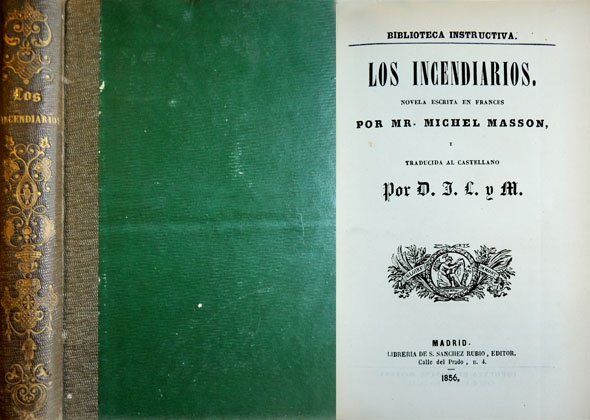 Los
INCENDIARIOS
BIBLIOTECA INSTRUCTIVA.
LOS INCENDIARIOS.
NOVELA ESCRITA EN FRANCES
POR MR. MICHEL MASSON,
Y
TRADUCIDA AL CASTELLANO
Por D. J. L. y M.
MADRID.
LIBRERIA DE S. SANCHEZ RUBIO, EDITOR.
Calle del Prado, n. 4.
1856,